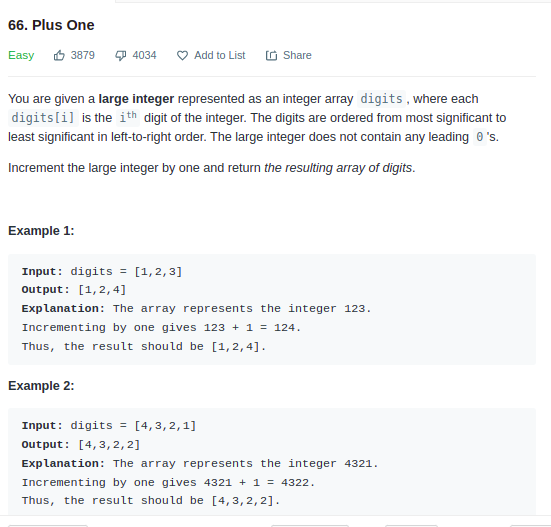 66. Plus One
Easy 3879 4034 Add to List Share
You are given a large integer represented as an integer array digits, where each
digits[i] is the ith digit of the integer. The digits are ordered from most significant to
least significant in left-to-right order. The large integer does not contain any leading 0's.
Increment the large integer by one and return the resulting array of digits.
Example 1:
Input: digits = [1,2,3]
Output: [1,2,4]
Explanation: The array represents the integer 123.
Incrementing by one gives 123 + 1 = 124.
Thus, the result should be [1,2,4].
Example 2:
Input: digits = [4,3,2,1]
Output: [4,3,2,2]
Explanation: The array represents the integer 4321.
Incrementing by one gives 4321 + 1 = 4322.
Thus, the result should be [4,3,2,2].